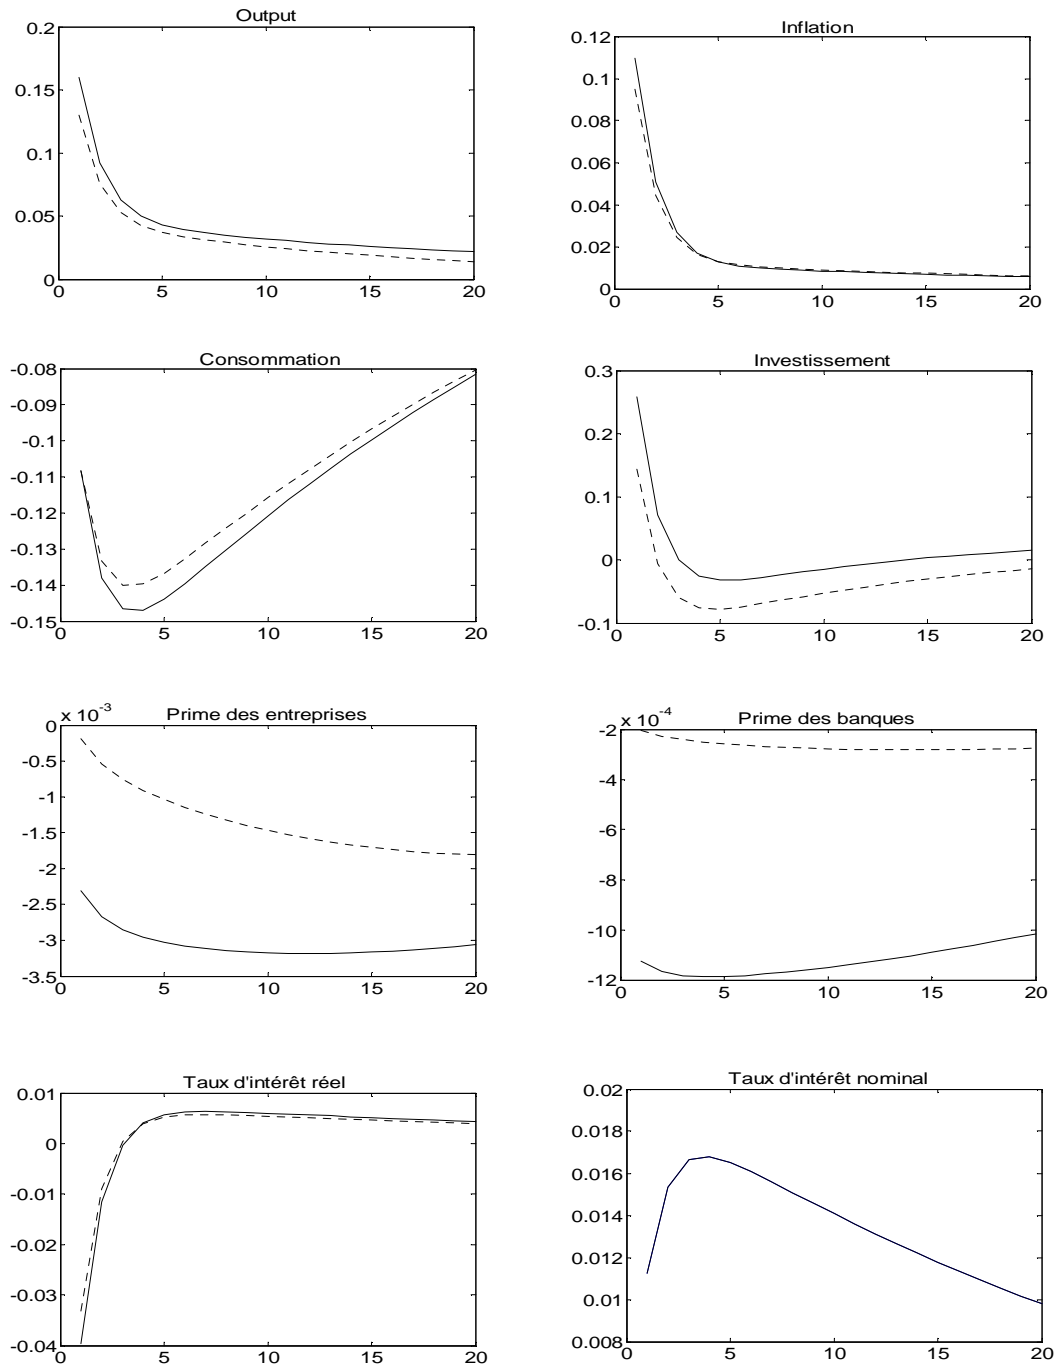 Output
0.2
0.15
0.1
0.05
0
0 5 10 15 20
Inflation
0.12
0.1
0.08
0.06
0.04
0.02
0
0 5 10 15 20
Consommation
-0.08
-0.09
-0.1
-0.11
-0.12
-0.13
-0.14
-0.15
0 5 10 15 20
Investissement
0.3
0.2
0.1
0
-0.1
0 5 10 15 20
x 10-3
Prime des entreprises
0
-0.5
-1
-1.5
-2
-2.5
-3
-3.5
0 5 10 15 20
x 10-4
Prime des banques
-2
-4
-6
-8
-10
-12
0 5 10 15 20
Taux d'intérêt réel
0.01
0
-0.01
-0.02
-0.03
-0.04
0 5 10 15 20
Taux d'intérêt nominal
0.02
0.018
0.016
0.014
0.012
0.01
0.008
0 5 10 15 20